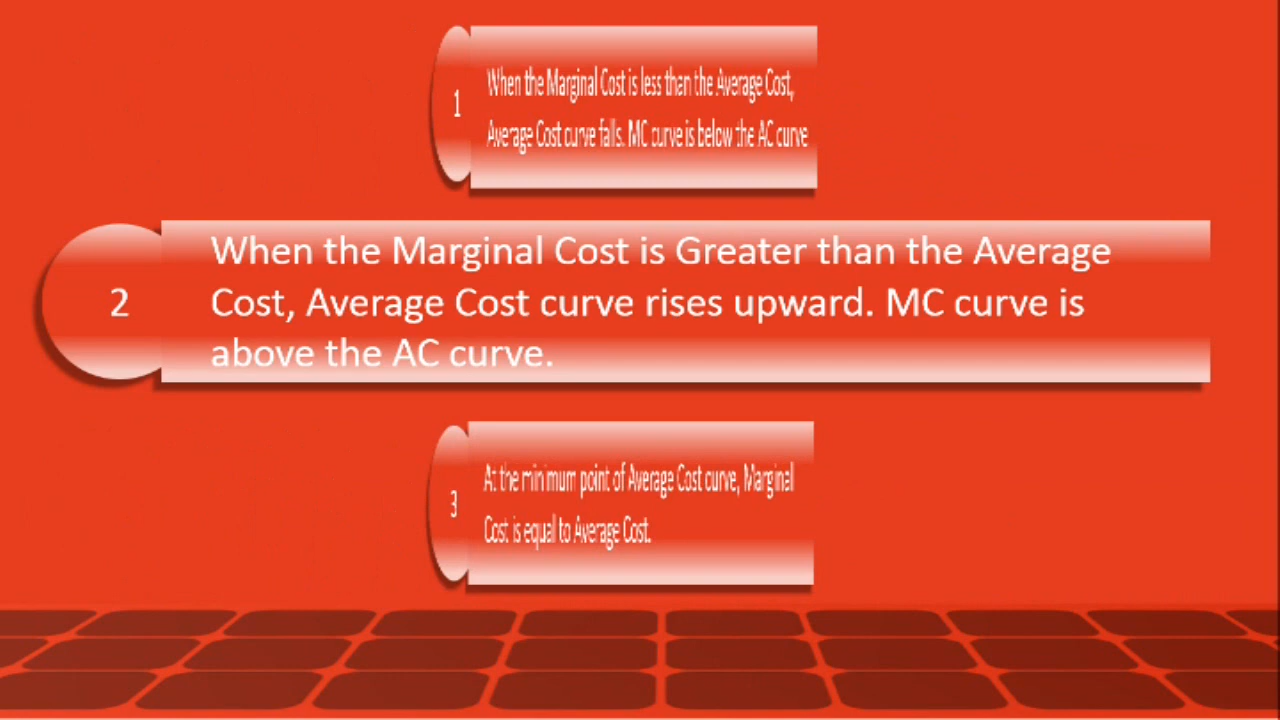 1
When the Marginal Cost is less than the Average Cost,
Average Cost curve falls. MC curve is below the AC curve
2
When the Marginal Cost is Greater than the Average
Cost, Average Cost curve rises upward. MC curve is
above the AC curve.
3
At the minimum point of Average Cost curve, Marginal
Cost is equal to Average Cost.